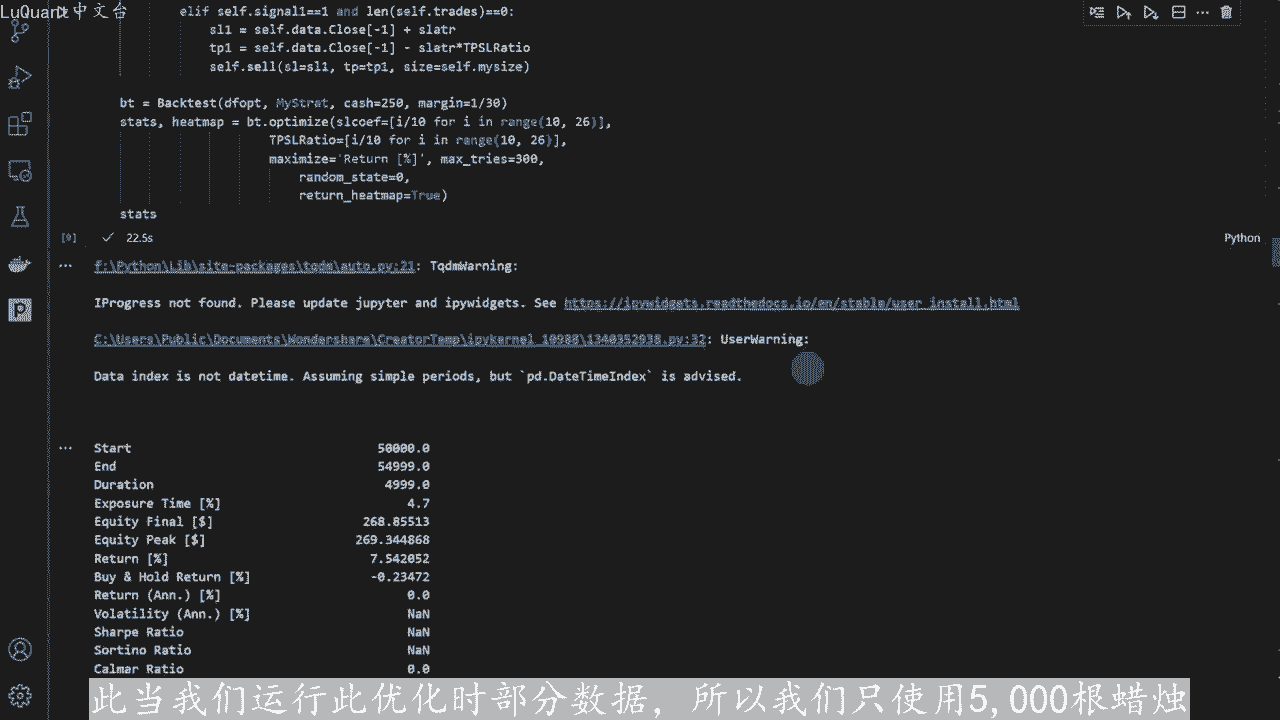 LuQuant中文台
elif self.signal1==1 and len(self.trades)==0:
sl1 = self.data.Close[-1] + slatr
tp1 = self.data.Close[-1] - slatr*TPSLRatio
self.sell(sl=sl1, tp=tp1, size=self.mysize)
bt = Backtest(dfopt, MyStrat, cash=250, margin=1/30)
stats, heatmap = bt.optimize(slcoef=[i/10 for i in range(10, 26)],
TPSLRatio=[i/10 for i in range(10, 26)],
maximize='Return [%]', max_tries=300,
random_state=0,
return_heatmap=True)
stats
[9] ✓ 22.5s Python
... f:\Python\Lib\site-packages\tqdm\auto.py:21: TqdmWarning:
IProgress not found. Please update jupyter and ipywidgets. See https://ipywidgets.readthedocs.io/en/stable/user_install.html
C:\Users\Public\Documents\Wondershare\CreatorTemp\ipykernel_10988\1340352938.py:32: UserWarning:
Data index is not datetime. Assuming simple periods, but `pd.DateTimeIndex` is advised.
... Start 50000.0
End 54999.0
Duration 4999.0
Exposure Time [%] 4.7
Equity Final [$] 268.85513
Equity Peak [$] 269.344868
Return [%] 7.542052
Buy & Hold Return [%] -0.23472
Return (Ann.) [%] 0.0
Volatility (Ann.) [%] NaN
Sharpe Ratio NaN
Sortino Ratio NaN
Calmar Ratio 0.0
此当我们运行此优化时部分数据，所以我们只使用5,000根蜡烛